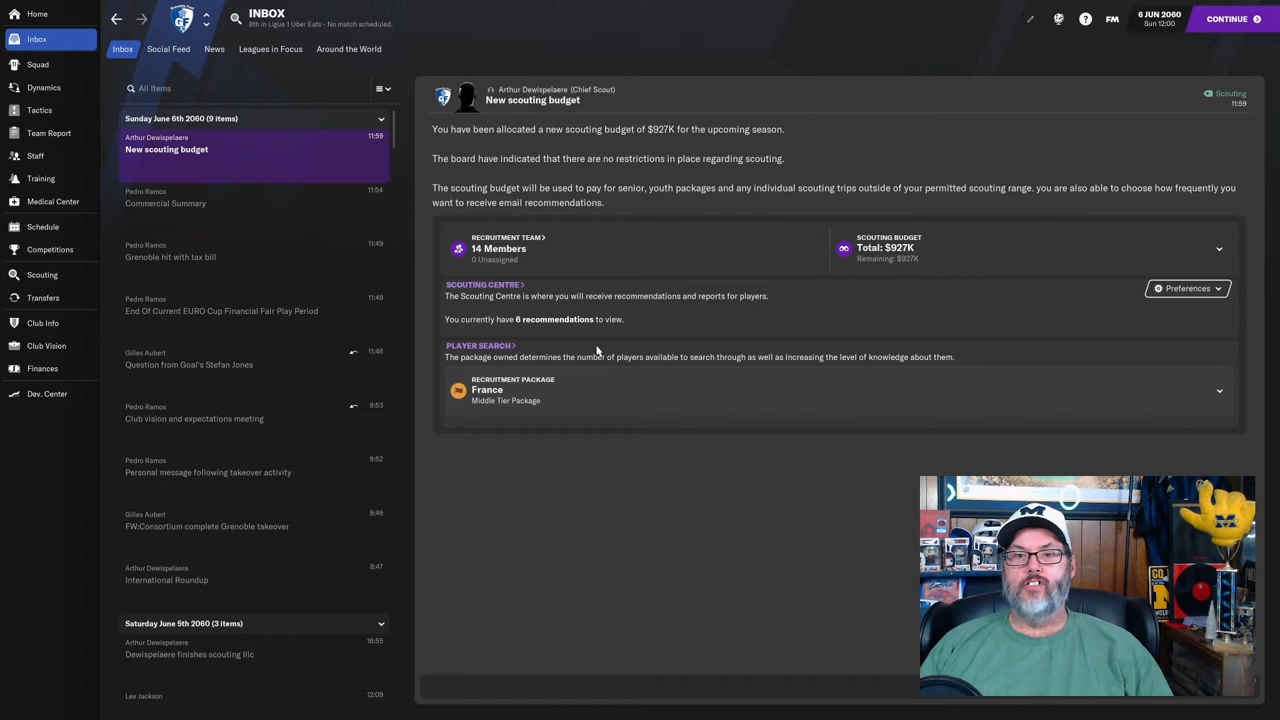 Home
Inbox
Squad
Dynamics
Tactics
Team Report
Staff
Training
Medical Center
Schedule
Competitions
Scouting
Transfers
Club Info
Club Vision
Finances
Dev. Center
INBOX
8th in Ligue 1 Uber Eats - No match scheduled.
FM
6 JUN 2060
Sun 12:00
CONTINUE
Inbox
Social Feed
News
Leagues in Focus
Around the World
All Items
Sunday June 6th 2060 (9 items)
Arthur Dewispelaere 11:59
New scouting budget
Pedro Ramos 11:54
Commercial Summary
Pedro Ramos 11:49
Grenoble hit with tax bill
Pedro Ramos 11:49
End Of Current EURO Cup Financial Fair Play Period
Gilles Aubert 11:46
Question from Goal's Stefan Jones
Pedro Ramos 9:53
Club vision and expectations meeting
Pedro Ramos 9:52
Personal message following takeover activity
Gilles Aubert 9:46
FW:Consortium complete Grenoble takeover
Arthur Dewispelaere 8:47
International Roundup
Saturday June 5th 2060 (3 items)
Arthur Dewispelaere 16:55
Dewispelaere finishes scouting Ilic
Lee Jackson 12:09
Arthur Dewispelaere (Chief Scout)
New scouting budget
Scouting
11:59
You have been allocated a new scouting budget of $927K for the upcoming season.
The board have indicated that there are no restrictions in place regarding scouting.
The scouting budget will be used to pay for senior, youth packages and any individual scouting trips outside of your permitted scouting range. you are also able to choose how frequently you
want to receive email recommendations.
RECRUITMENT TEAM
14 Members
0 Unassigned
SCOUTING BUDGET
Total: $927K
Remaining: $927K
SCOUTING CENTRE
The Scouting Centre is where you will receive recommendations and reports for players.
Preferences
You currently have 6 recommendations to view.
PLAYER SEARCH
The package owned determines the number of players available to search through as well as increasing the level of knowledge about them.
RECRUITMENT PACKAGE
France
Middle Tier Package
M
M
GO